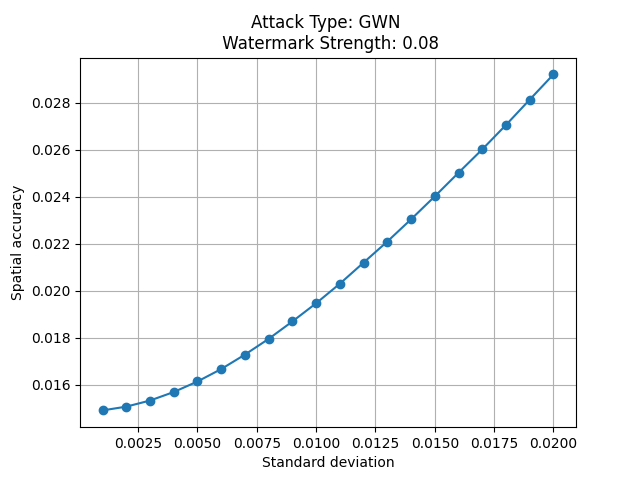 Attack Type: GWN
Watermark Strength: 0.08
0.028
0.026
0.024
0.022
0.020
0.018
0.016
Spatial accuracy
0.0025 0.0050 0.0075 0.0100 0.0125 0.0150 0.0175 0.0200
Standard deviation